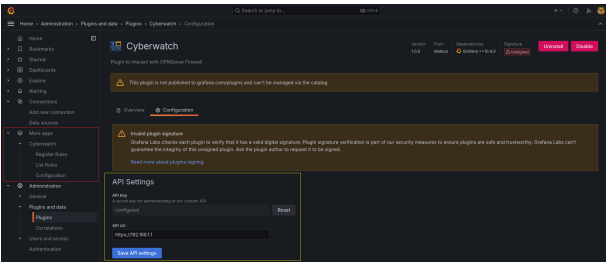 Search or jump to...
ctrl+k
Home > Administration > Plugins and data > Plugins > Cyberwatch > Configuration
Home
Bookmarks
Starred
Dashboards
Explore
Alerting
Connections
Add new connection
Data sources
More apps
Cyberwatch
Register Rules
List Rules
Configuration
Administration
General
Plugins and data
Plugins
Correlations
Users and access
Authentication
Cyberwatch
Plugin to interact with OPNSense Firewall
Version
1.0.0
From
Mateus
Dependencies
Grafana >=10.4.0
Signature
Unsigned
Uninstall
Disable
This plugin is not published to grafana.com/plugins and can't be managed via the catalog.
Overview
Configuration
Invalid plugin signature
Grafana Labs checks each plugin to verify that it has a valid digital signature. Plugin signature verification is part of our security measures to ensure plugins are safe and trustworthy. Grafana Labs can't
guarantee the integrity of this unsigned plugin. Ask the plugin author to request it to be signed.
Read more about plugins signing.
API Settings
API Key
A secret key for authenticating to our custom API
configured
Reset
API Url
https://192.168.1.1
Save API settings